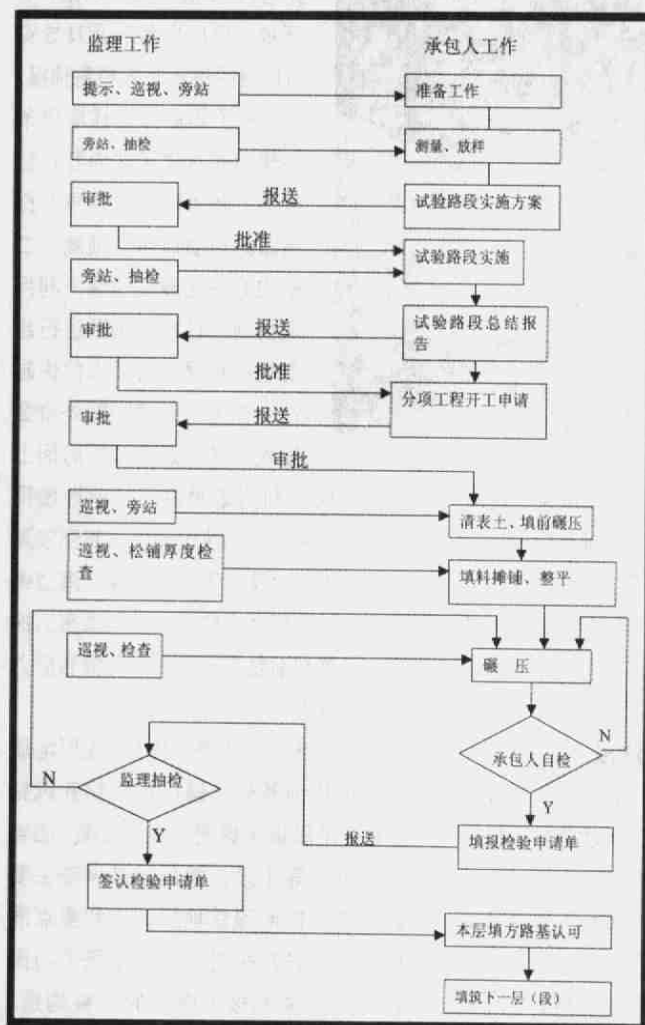 监理工作 承包人工作
提示、巡视、旁站 准备工作
旁站、抽检 测量、放样
审批 报送 试验路段实施方案
批准
旁站、抽检 试验路段实施
审批 报送 试验路段总结报
告
批准
审批 报送 分项工程开工申请
审批
巡视、旁站 清表土、填前碾压
巡视、松铺厚度检
查
填料摊铺、整平
巡视、检查 碾 压
N
承包人自检
N 监理抽检
Y
Y 报送 填报检验申请单
签认检验申请单
本层填方路基认可
填筑下一层（段）